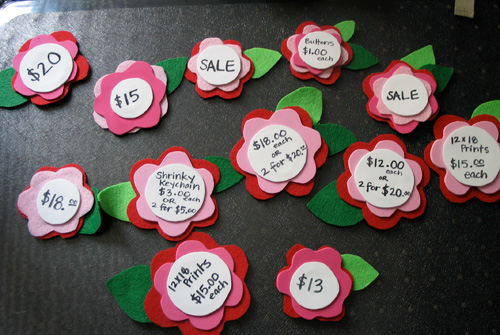 $20
$15
SALE
Buttons
$1.00
each
SALE
$18.00
Shrinky
Keychain
$3.00
each
OR
2 for $5.00
$18.00
each
OR
2 for $20.00
$12.00
each
OR
2 for $20.00
12x18
Prints
$15.00
each
12x18
Prints
$15.00
each
$13